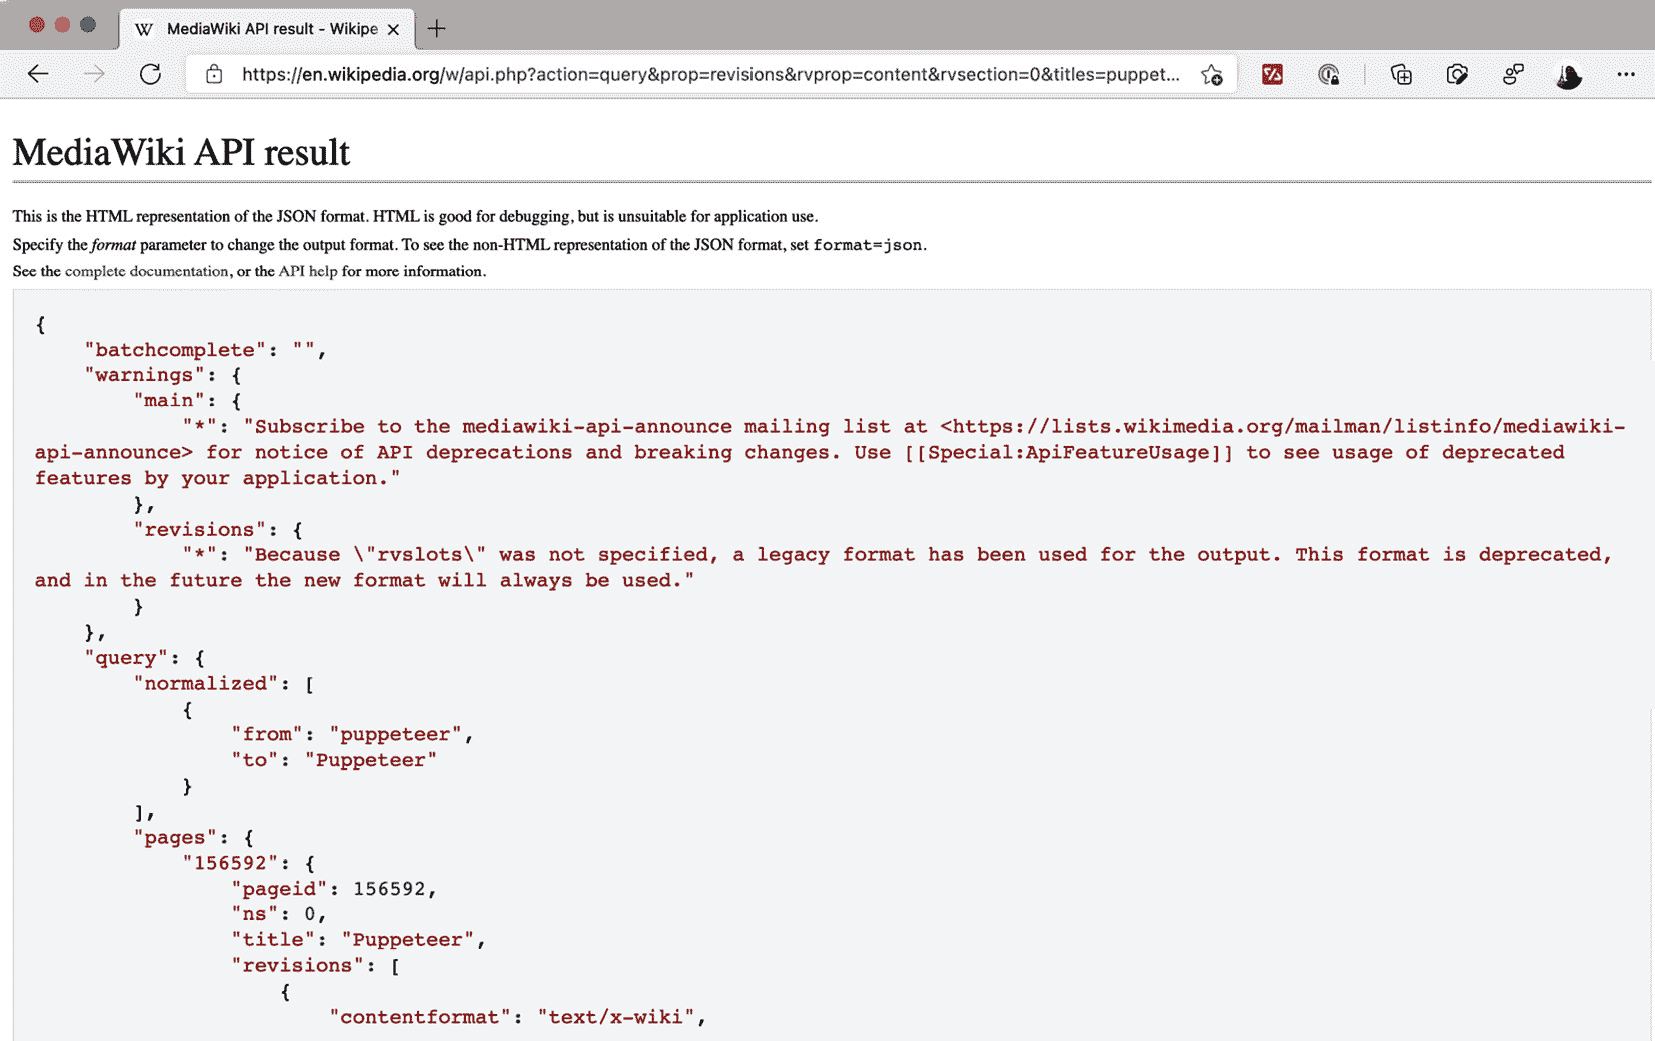 W MediaWiki API result - Wikipe
https://en.wikipedia.org/w/api.php?action=query&prop=revisions&rvprop=content&rvsection=0&titles=puppet...
MediaWiki API result
This is the HTML representation of the JSON format. HTML is good for debugging, but is unsuitable for application use.
Specify the format parameter to change the output format. To see the non-HTML representation of the JSON format, set format=json.
See the complete documentation, or the API help for more information.
{
"batchcomplete": "",
"warnings": {
"main": {
"*": "Subscribe to the mediawiki-api-announce mailing list at <https://lists.wikimedia.org/mailman/listinfo/mediawiki-
api-announce> for notice of API deprecations and breaking changes. Use [[Special:ApiFeatureUsage]] to see usage of deprecated
features by your application."
},
"revisions": {
"*": "Because \"rvslots\" was not specified, a legacy format has been used for the output. This format is deprecated,
and in the future the new format will always be used."
}
},
"query": {
"normalized": [
{
"from": "puppeteer",
"to": "Puppeteer"
}
],
"pages": {
"156592": {
"pageid": 156592,
"ns": 0,
"title": "Puppeteer",
"revisions": [
{
"contentformat": "text/x-wiki",